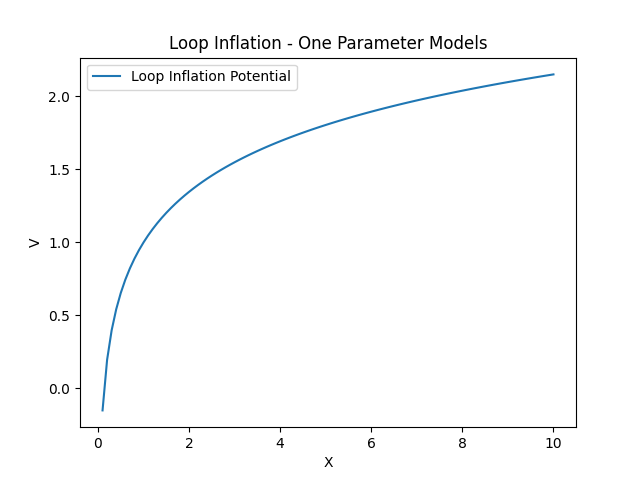 Loop Inflation - One Parameter Models
Loop Inflation Potential
2.0
1.5
1.0
0.5
0.0
V
0 2 4 6 8 10
X